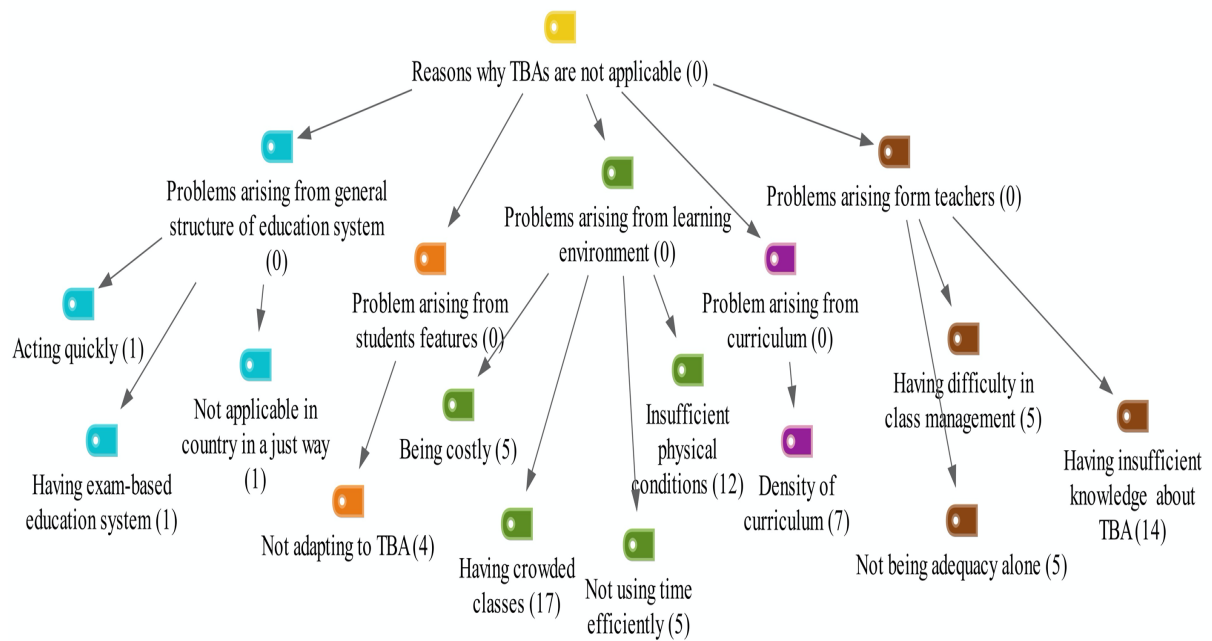 Reasons why TBAs are not applicable (0)
Problems arising from general
structure of education system
(0)
Problems arising from learning
environment (0)
Problems arising form teachers (0)
Problem arising from
students features (0)
Problem arising from
curriculum (0)
Acting quickly (1)
Not applicable in
country in a just way
(1)
Having exam-based
education system (1)
Not adapting to TBA (4)
Being costly (5)
Having crowded
classes (17)
Not using time
efficiently (5)
Insufficient
physical
conditions (12)
Density of
curriculum (7)
Having difficulty in
class management (5)
Not being adequacy alone (5)
Having insufficient
knowledge about
TBA (14)